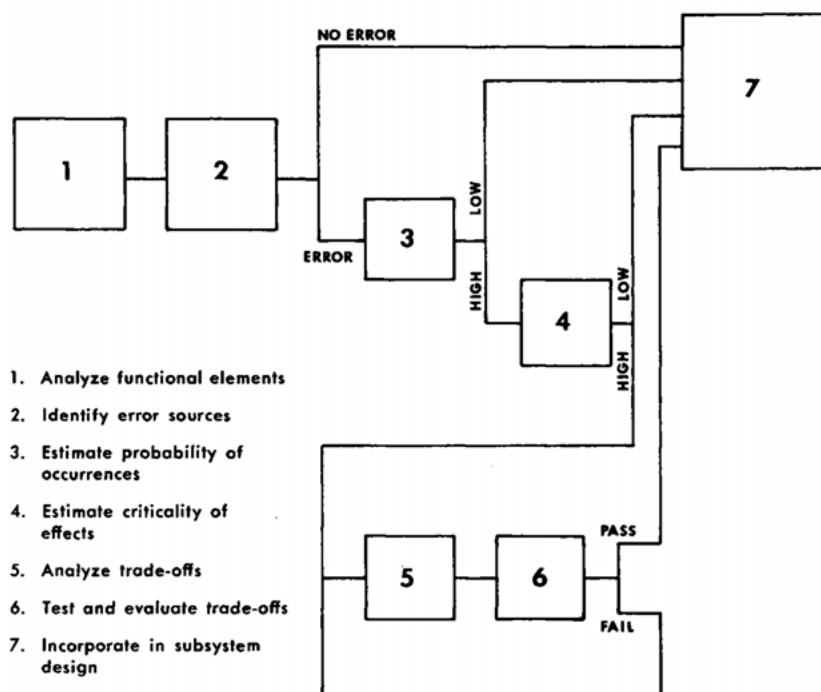 NO ERROR
7
1
2
LOW
3
ERROR
HIGH
LOW
4
HIGH
1. Analyze functional elements
2. Identify error sources
3. Estimate probability of
occurrences
4. Estimate criticality of
effects
5. Analyze trade-offs
6. Test and evaluate trade-offs
7. Incorporate in subsystem
design
PASS
5
6
FAIL